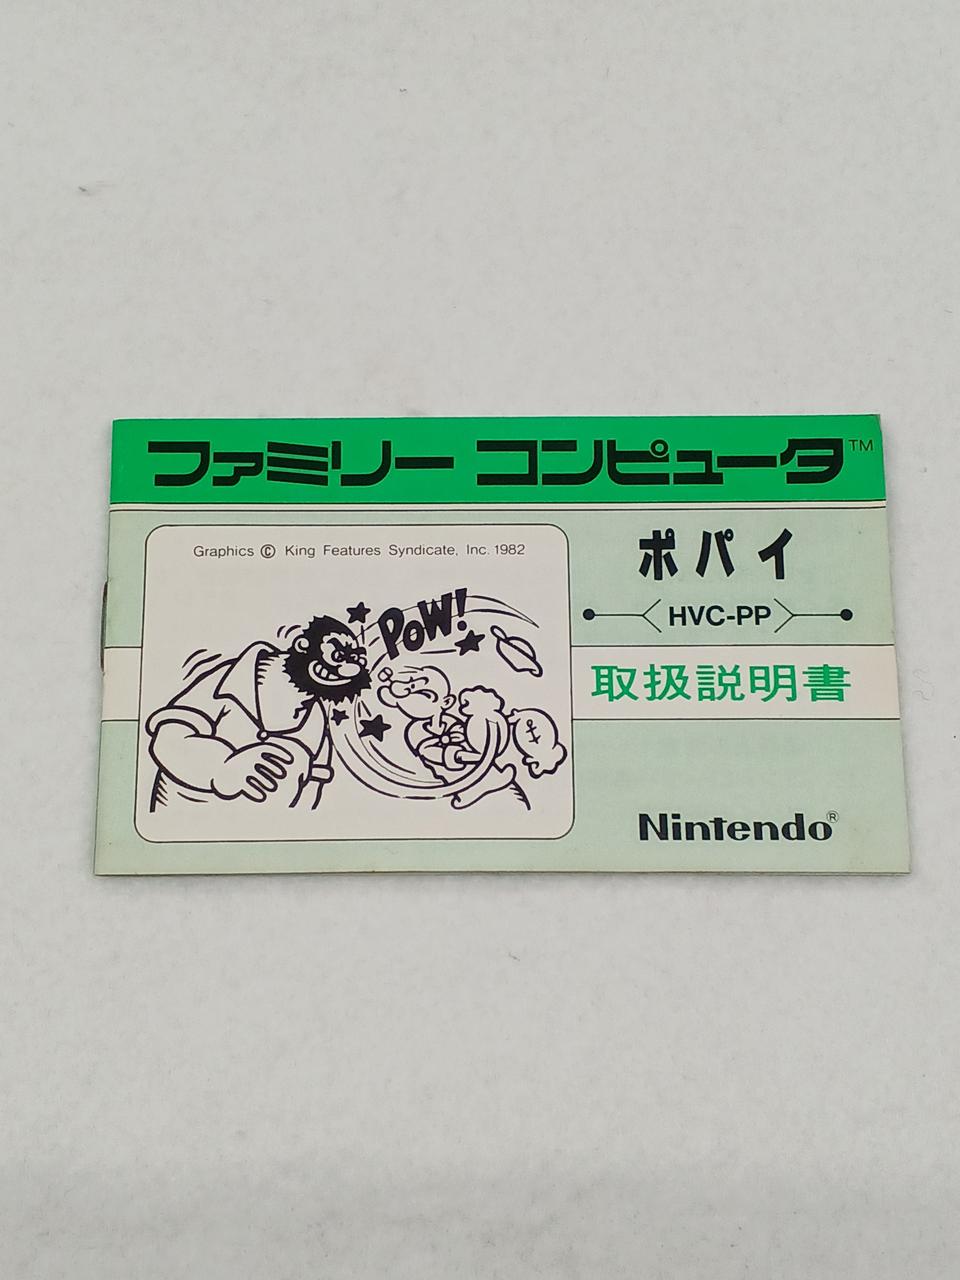 ファミリー コンピュータ™
Graphics © King Features Syndicate, Inc. 1982
POW!
ポパイ
HVC-PP
取扱説明書
Nintendo®